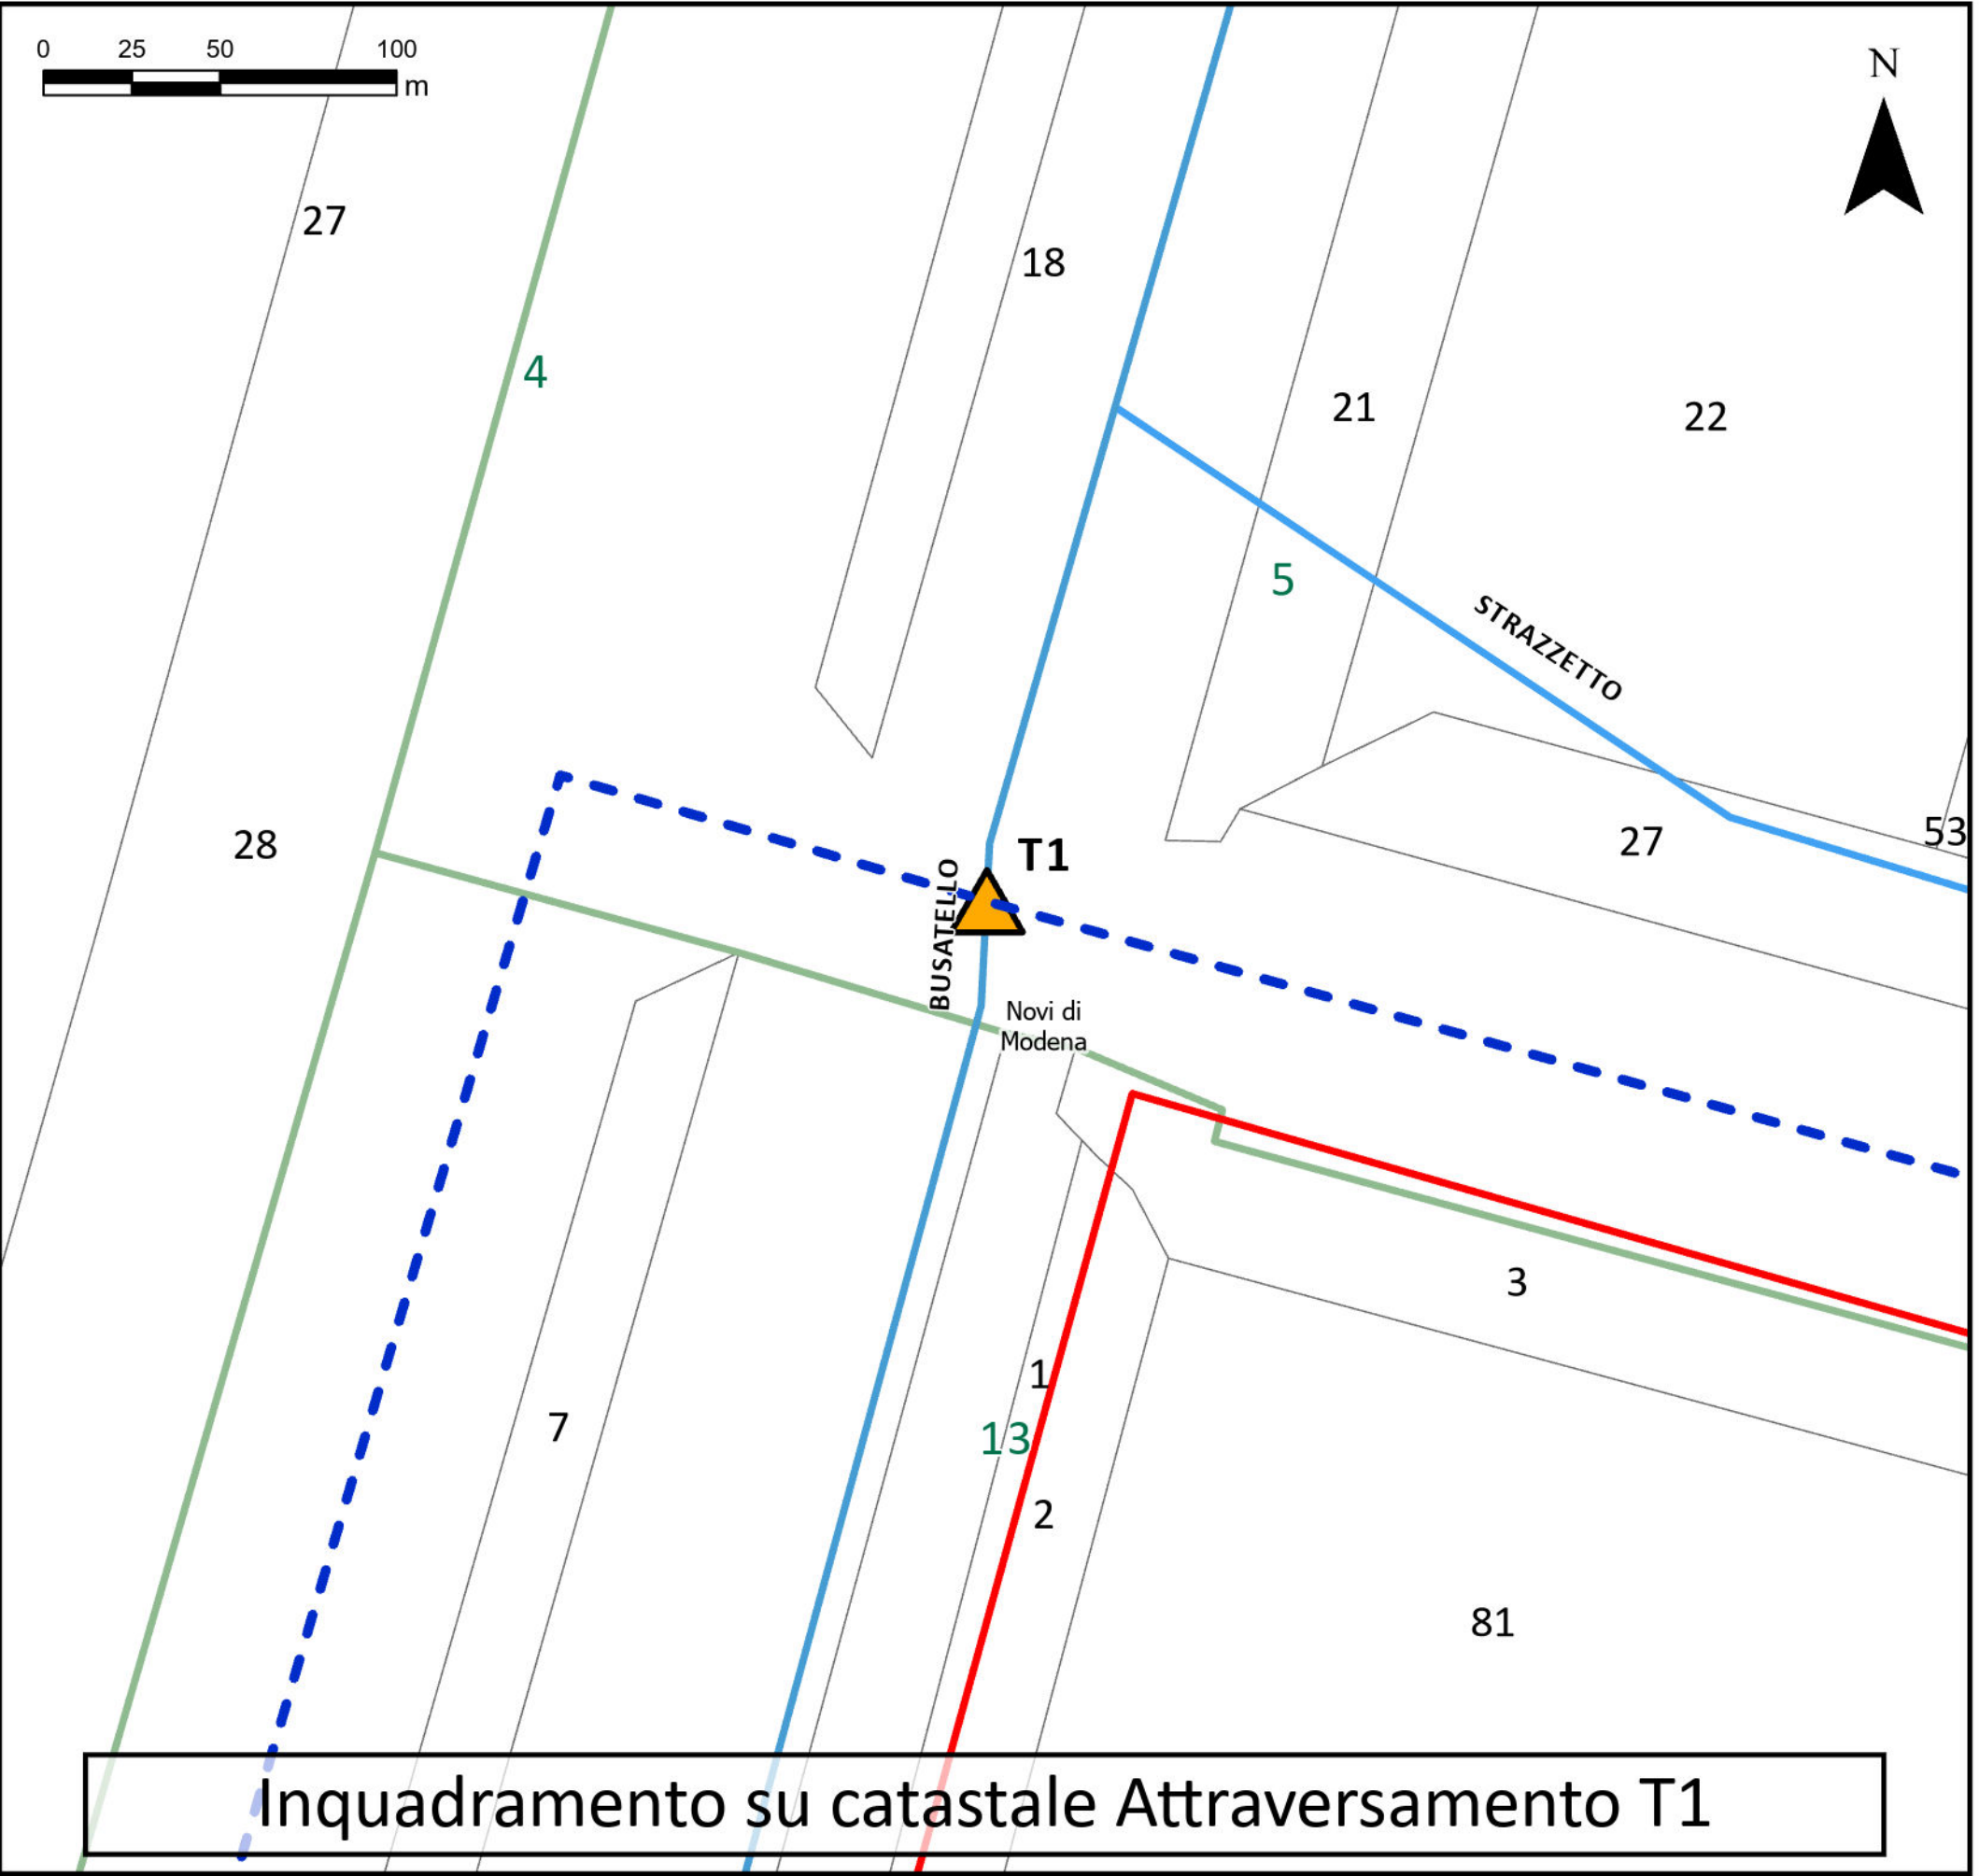 0 25 50 100
m
N
27
18
4
21
22
5
STRAZZETTO
28
T1
27
53
BUSATELLO
Novi di
Modena
3
1
7
13
2
81
Inquadramento su catastale Attraversamento T1